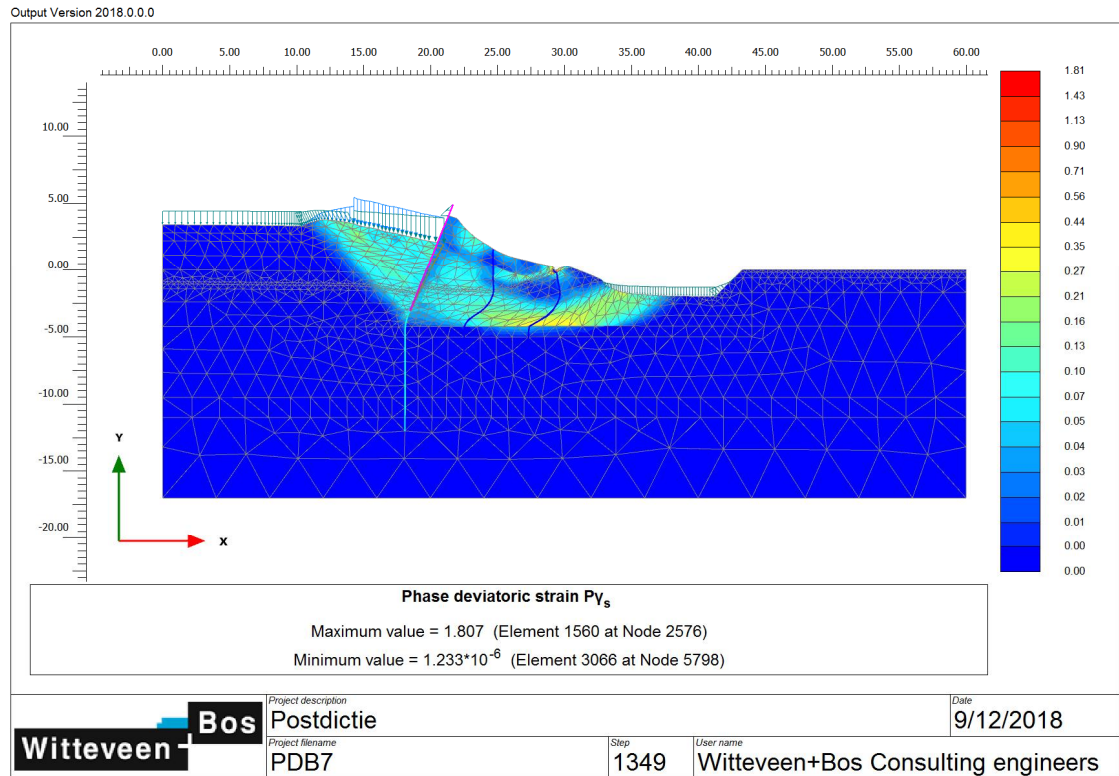 Output Version 2018.0.0.0
0.00 5.00 10.00 15.00 20.00 25.00 30.00 35.00 40.00 45.00 50.00 55.00 60.00
10.00
5.00
0.00
-5.00
-10.00
-15.00
-20.00
Y
x
1.81
1.43
1.13
0.90
0.71
0.56
0.44
0.35
0.27
0.21
0.16
0.13
0.10
0.07
0.05
0.04
0.03
0.02
0.01
0.00
0.00
Phase deviatoric strain Pγs
Maximum value = 1.807 (Element 1560 at Node 2576)
Minimum value = 1.233*10-6 (Element 3066 at Node 5798)
Witteveen+Bos
Project description
Postdictie
Date
9/12/2018
Project filename
PDB7
Step
1349
User name
Witteveen+Bos Consulting engineers